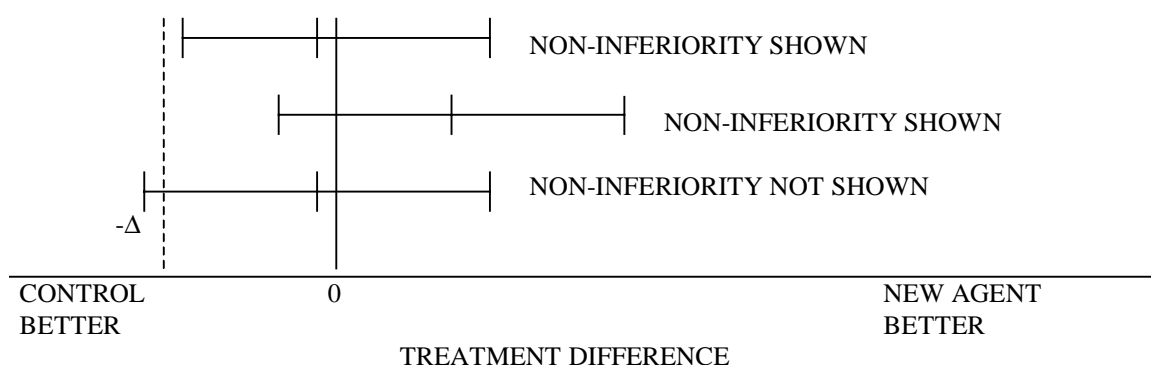 NON-INFERIORITY SHOWN
NON-INFERIORITY SHOWN
NON-INFERIORITY NOT SHOWN
-Δ
CONTROL BETTER
0
NEW AGENT BETTER
TREATMENT DIFFERENCE